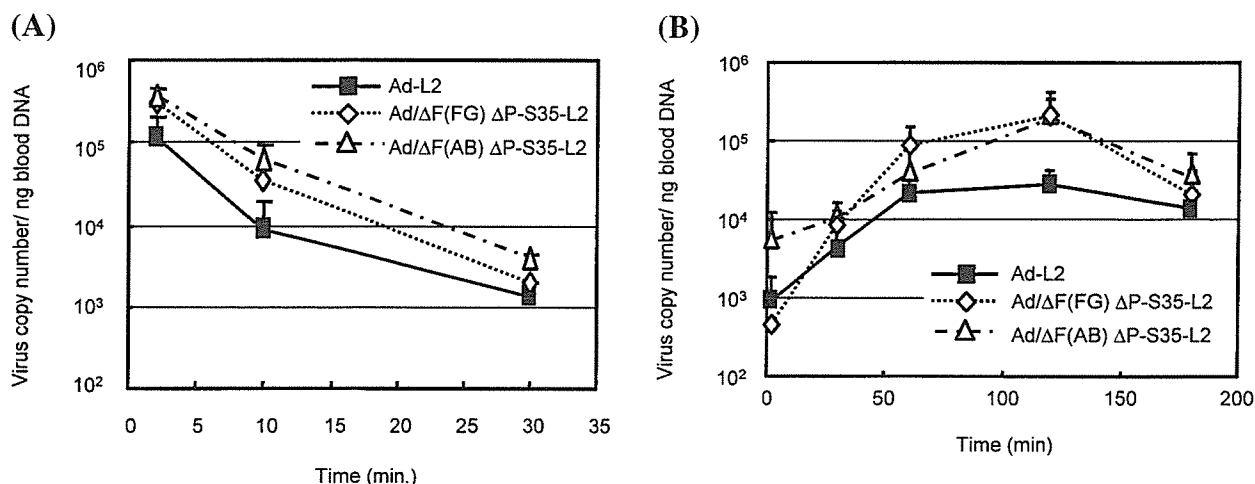 (A)
Virus copy number/ ng blood DNA
10⁶
10⁵
10⁴
10³
10²
Ad-L2
Ad/ΔF(FG) ΔP-S35-L2
Ad/ΔF(AB) ΔP-S35-L2
0 5 10 15 20 25 30 35
Time (min.)
(B)
Virus copy number/ ng blood DNA
10⁶
10⁵
10⁴
10³
10²
Ad-L2
Ad/ΔF(FG) ΔP-S35-L2
Ad/ΔF(AB) ΔP-S35-L2
0 50 100 150 200
Time (min)